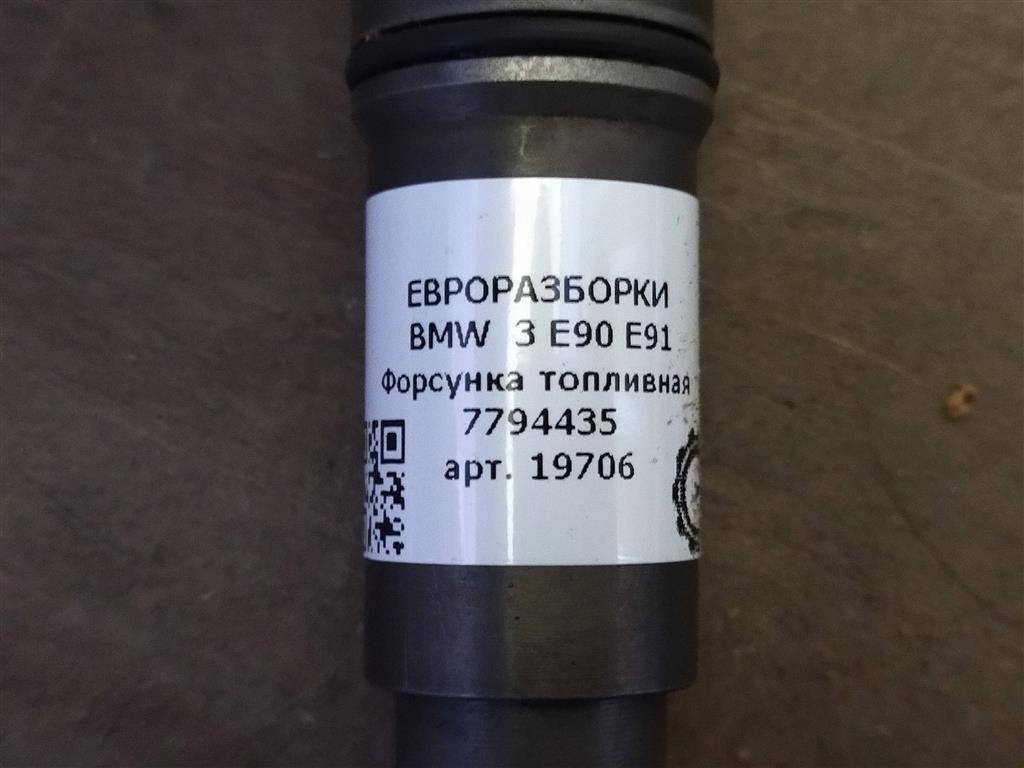 ЕВРОРАЗБОРКИ
BMW 3 E90 E91
Форсунка топливная
7794435
арт. 19706